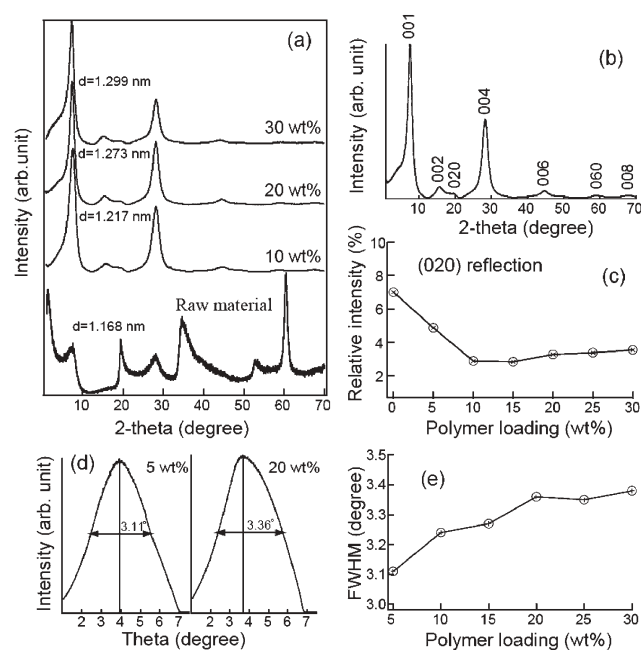 (a)
d=1.299 nm
30 wt%
d=1.273 nm
20 wt%
d=1.217 nm
10 wt%
Raw material
d=1.168 nm
Intensity (arb.unit)
0 10 20 30 40 50 60 70
2-theta (degree)
(b)
001
002
020
004
006
060
008
Intensity (arb. unit)
10 20 30 40 50 60 70
2-theta (degree)
(c)
(020) reflection
Relative intensity (%)
10
8
6
4
2
0 5 10 15 20 25 30
Polymer loading (wt%)
(d)
5 wt%
20 wt%
3.11°
3.36°
Intensity (arb. unit)
2 3 4 5 6 7
2 3 4 5 6 7
Theta (degree)
(e)
FWHM (degree)
3.4
3.3
3.2
3.1
3.0
5 10 15 20 25 30
Polymer loading (wt%)